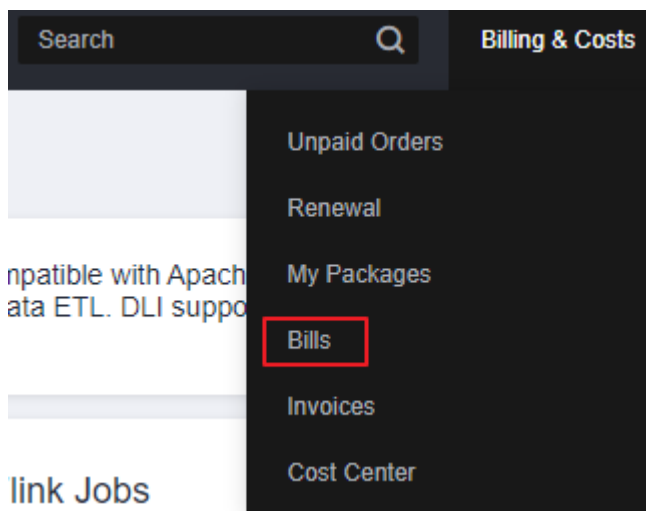 Search
Billing & Costs
Unpaid Orders
Renewal
mpatible with Apach
My Packages
ata ETL. DLI suppo
Bills
Invoices
Cost Center
link Jobs